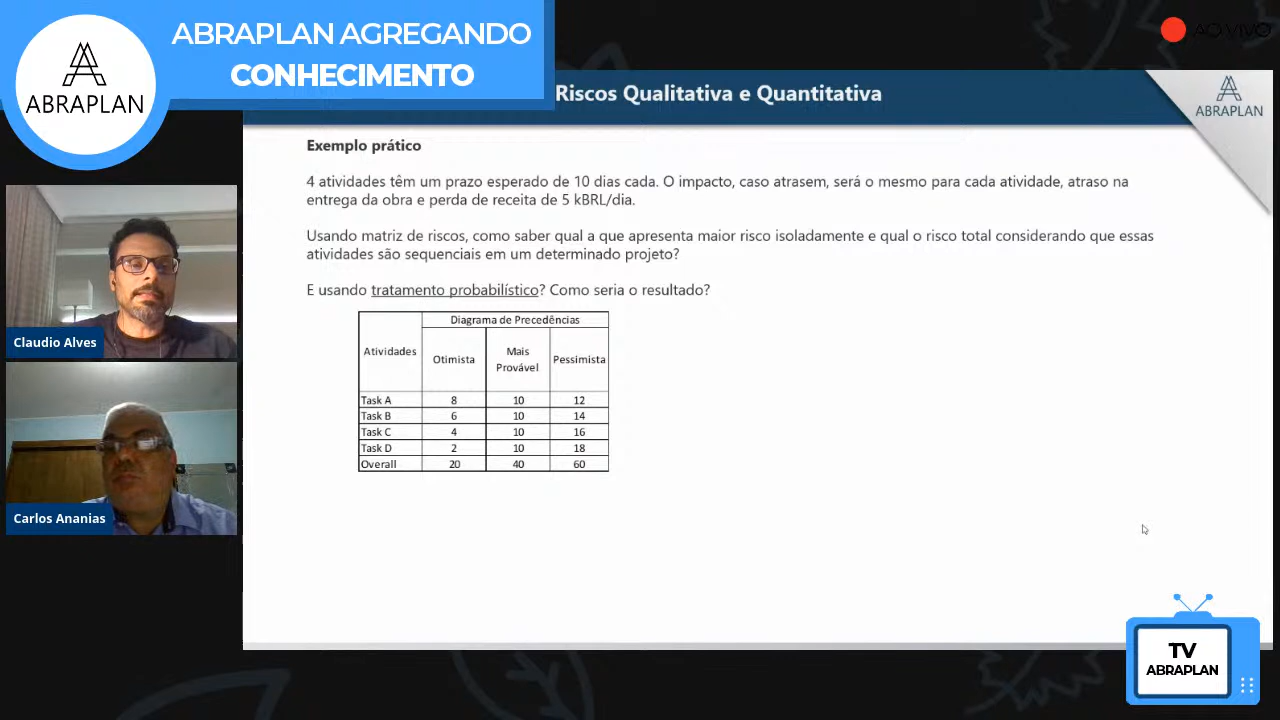 ABRAPLAN AGREGANDO
CONHECIMENTO
ABRAPLAN
AO VIVO
Riscos Qualitativa e Quantitativa
ABRAPLAN
Exemplo prático
4 atividades têm um prazo esperado de 10 dias cada. O impacto, caso atrasem, será o mesmo para cada atividade, atraso na
entrega da obra e perda de receita de 5 kBRL/dia.
Usando matriz de riscos, como saber qual a que apresenta maior risco isoladamente e qual o risco total considerando que essas
atividades são sequenciais em um determinado projeto?
E usando tratamento probabilístico? Como seria o resultado?
Diagrama de Precedências
Atividades Otimista Mais Provável Pessimista
Task A 8 10 12
Task B 6 10 14
Task C 4 10 16
Task D 2 10 18
Overall 20 40 60
Claudio Alves
Carlos Ananias
TV
ABRAPLAN